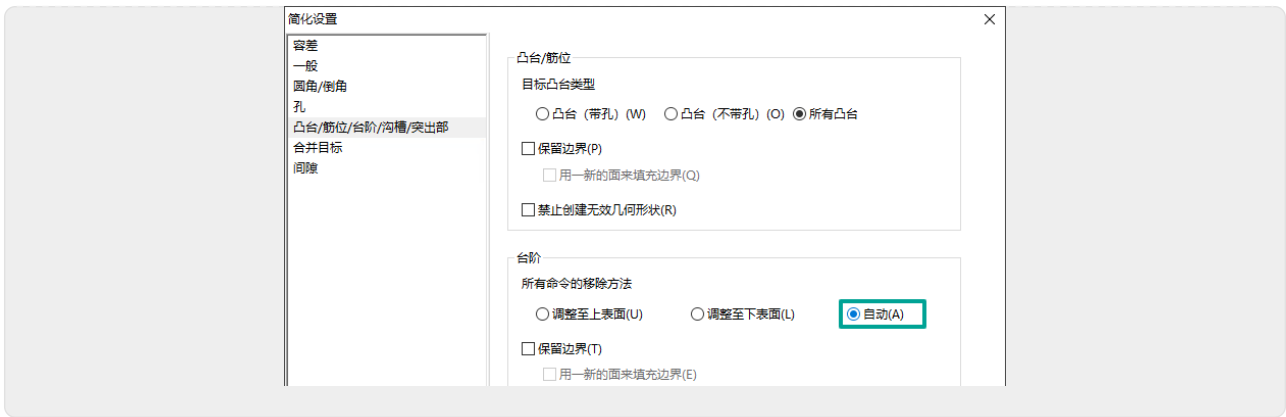 简化设置
容差
一般
圆角/倒角
孔
凸台/筋位/台阶/沟槽/突出部
合并目标
间隙
凸台/筋位
目标凸台类型
凸台（带孔）(W) 凸台（不带孔）(O) 所有凸台
保留边界(P)
用一新的面来填充边界(Q)
禁止创建无效几何形状(R)
台阶
所有命令的移除方法
调整至上表面(U) 调整至下表面(L) 自动(A)
保留边界(T)
用一新的面来填充边界(E)